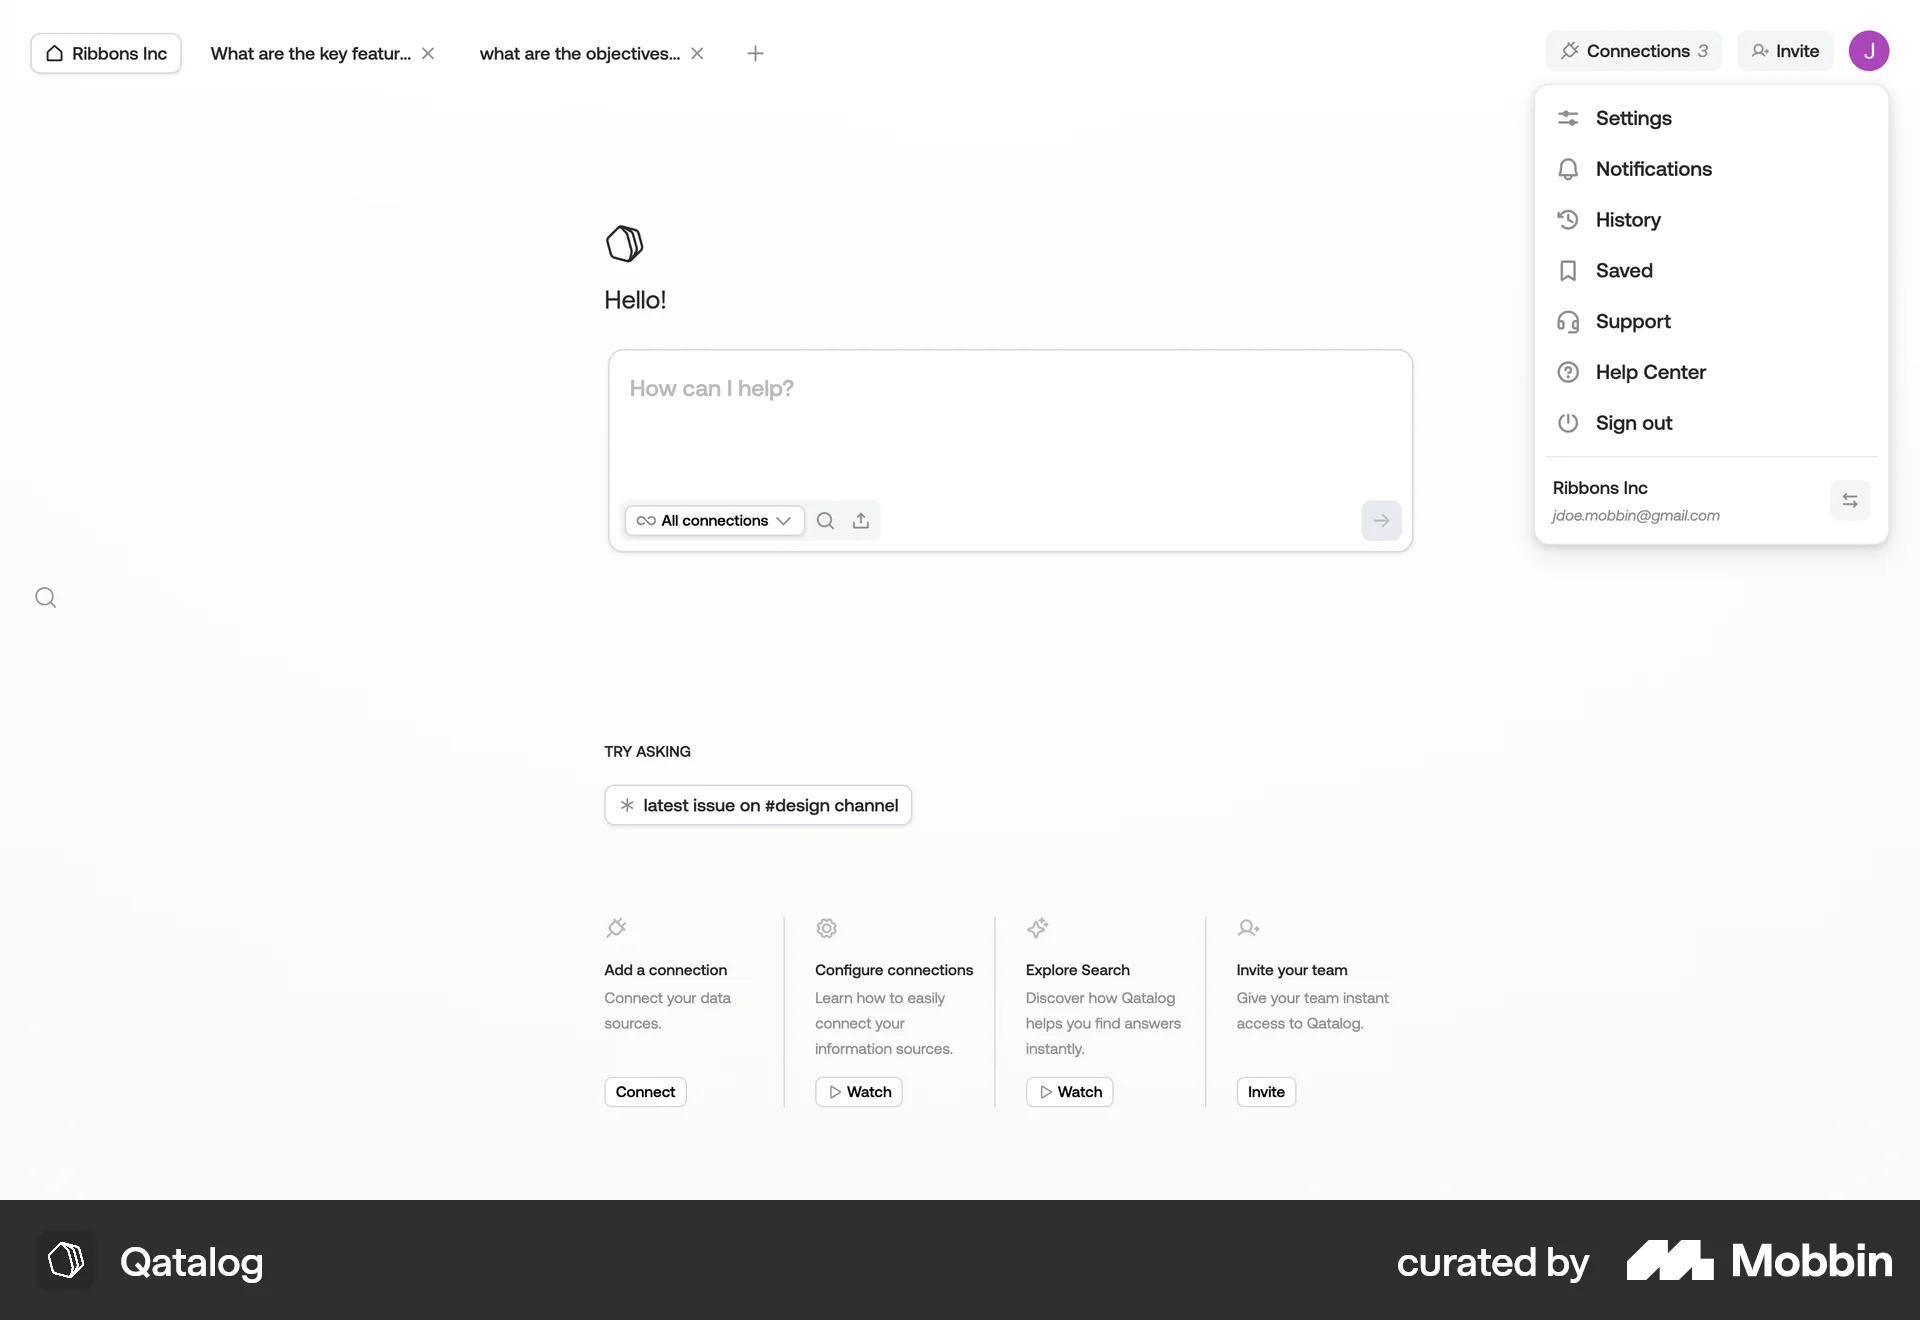 Ribbons Inc
What are the key featur...
what are the objectives...
Connections 3
Invite
J
Settings
Notifications
History
Saved
Support
Help Center
Sign out
Ribbons Inc
jdoe.mobbin@gmail.com
Hello!
How can I help?
All connections
TRY ASKING
latest issue on #design channel
Add a connection
Connect your data
sources.
Connect
Configure connections
Learn how to easily
connect your
information sources.
Watch
Explore Search
Discover how Qatalog
helps you find answers
instantly.
Watch
Invite your team
Give your team instant
access to Qatalog.
Invite
Qatalog
curated by Mobbin